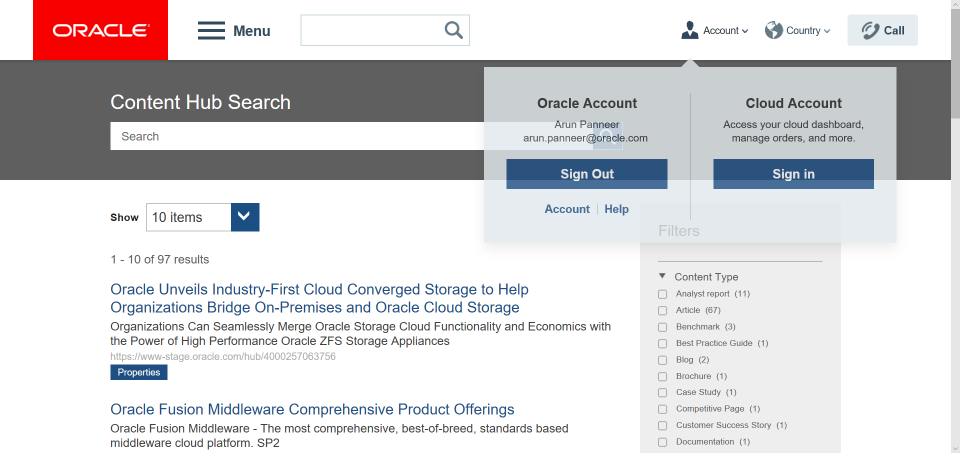 ORACLE
Menu
Account
Country
Call
Content Hub Search
Search
Oracle Account
Arun Panneer
arun.panneer@oracle.com
Sign Out
Account | Help
Cloud Account
Access your cloud dashboard,
manage orders, and more.
Sign in
Show
10 items
1 - 10 of 97 results
Oracle Unveils Industry-First Cloud Converged Storage to Help
Organizations Bridge On-Premises and Oracle Cloud Storage
Organizations Can Seamlessly Merge Oracle Storage Cloud Functionality and Economics with
the Power of High Performance Oracle ZFS Storage Appliances
https://www-stage.oracle.com/hub/4000257063756
Properties
Oracle Fusion Middleware Comprehensive Product Offerings
Oracle Fusion Middleware - The most comprehensive, best-of-breed, standards based
middleware cloud platform. SP2
Filters
Content Type
Analyst report (11)
Article (67)
Benchmark (3)
Best Practice Guide (1)
Blog (2)
Brochure (1)
Case Study (1)
Competitive Page (1)
Customer Success Story (1)
Documentation (1)